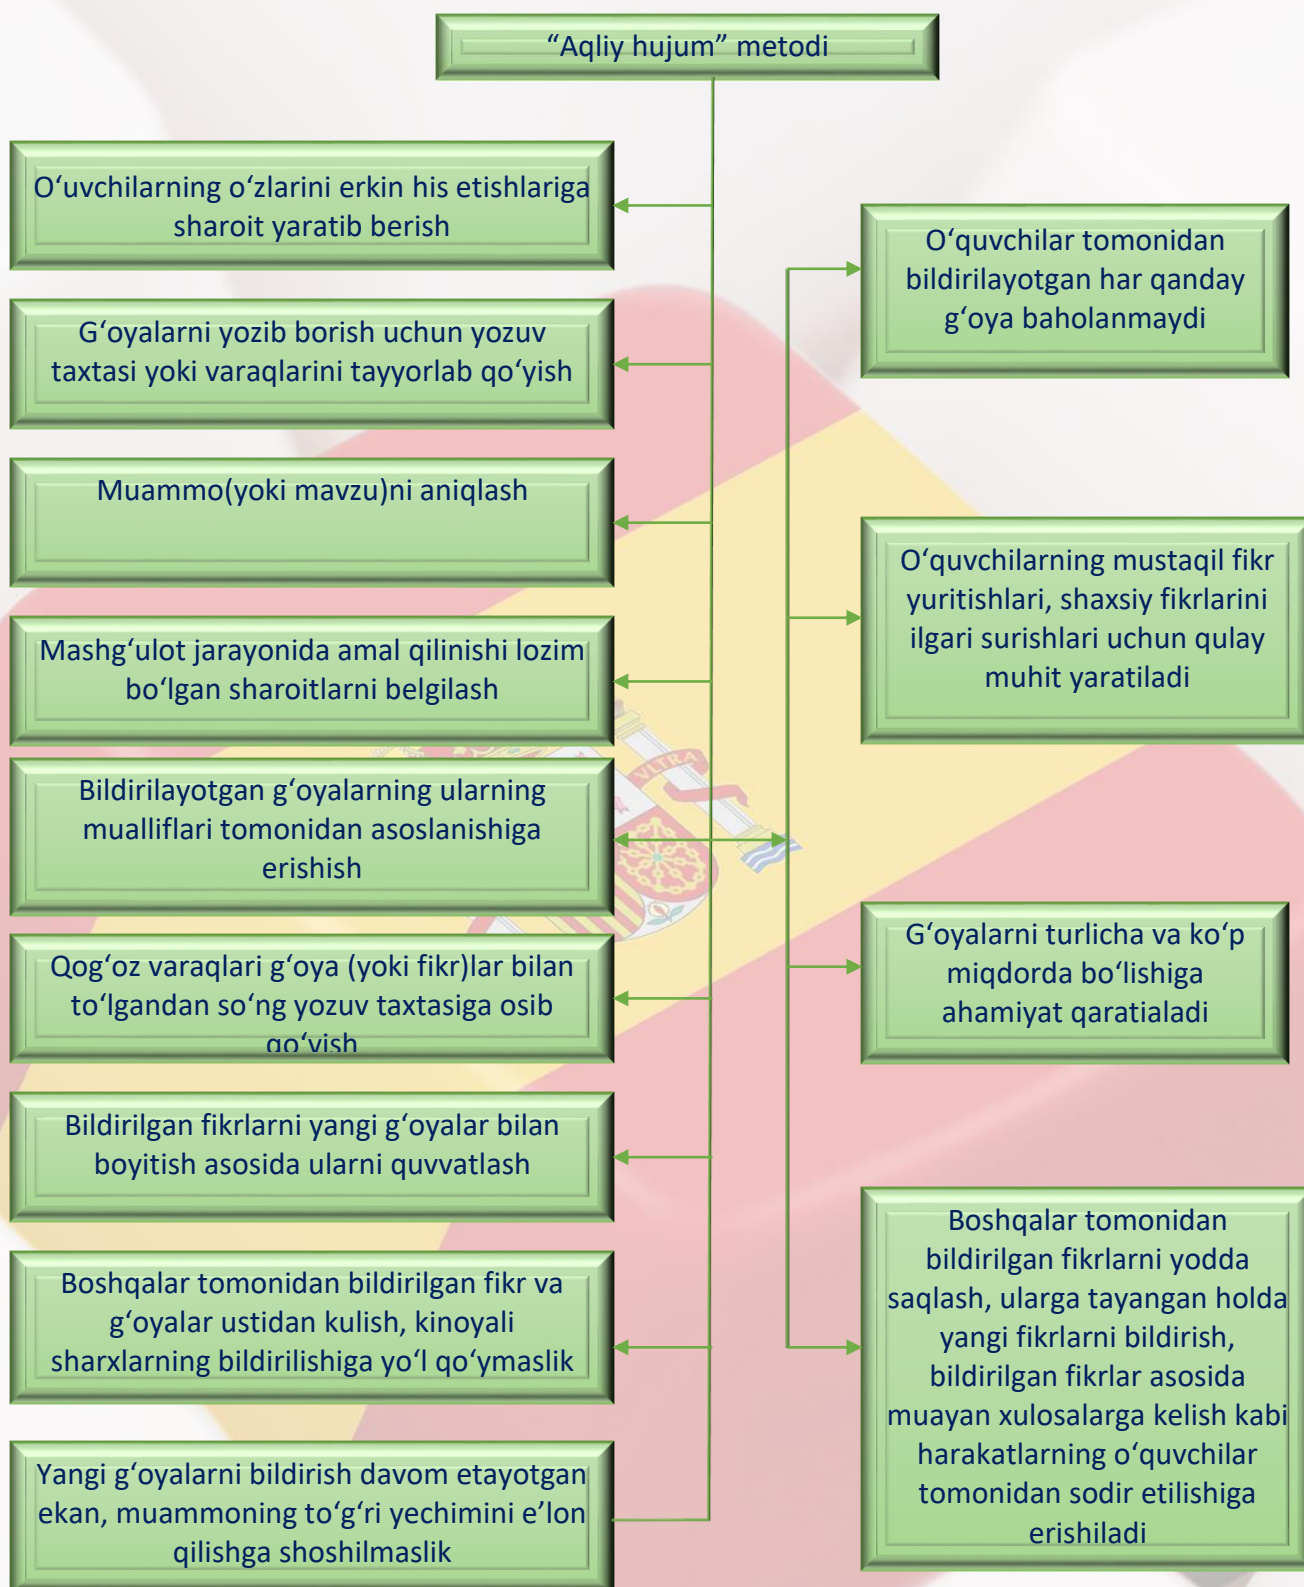 “Aqliy hujum” metodi
O‘uvchilarning o‘zlarini erkin his etishlariga
sharoit yaratib berish
G‘oyalarni yozib borish uchun yozuv
taxtasi yoki varaqlarini tayyorlab qo‘yish
Muammo(yoki mavzu)ni aniqlash
Mashg‘ulot jarayonida amal qilinishi lozim
bo‘lgan sharoitlarni belgilash
Bildirilayotgan g‘oyalarning ularning
mualliflari tomonidan asoslanishiga
erishish
Qog‘oz varaqlari g‘oya (yoki fikr)lar bilan
to‘lgandan so‘ng yozuv taxtasiga osib
qo‘yish
Bildirilgan fikrlarni yangi g‘oyalar bilan
boyitish asosida ularni quvvatlash
Boshqalar tomonidan bildirilgan fikr va
g‘oyalar ustidan kulish, kinoyali
sharxlarning bildirilishiga yo‘l qo‘ymaslik
Yangi g‘oyalarni bildirish davom etayotgan
ekan, muammoning to‘g‘ri yechimini e’lon
qilishga shoshilmaslik
O‘quvchilar tomonidan
bildirilayotgan har qanday
g‘oya baholanmaydi
O‘quvchilarning mustaqil fikr
yuritishlari, shaxsiy fikrlarini
ilgari surishlari uchun qulay
muhit yaratiladi
G‘oyalarni turlicha va ko‘p
miqdorda bo‘lishiga
ahamiyat qaratialadi
Boshqalar tomonidan
bildirilgan fikrlarni yodda
saqlash, ularga tayangan holda
yangi fikrlarni bildirish,
bildirilgan fikrlar asosida
muayan xulosalarga kelish kabi
harakatlarning o‘quvchilar
tomonidan sodir etilishiga
erishiladi
VLTRA